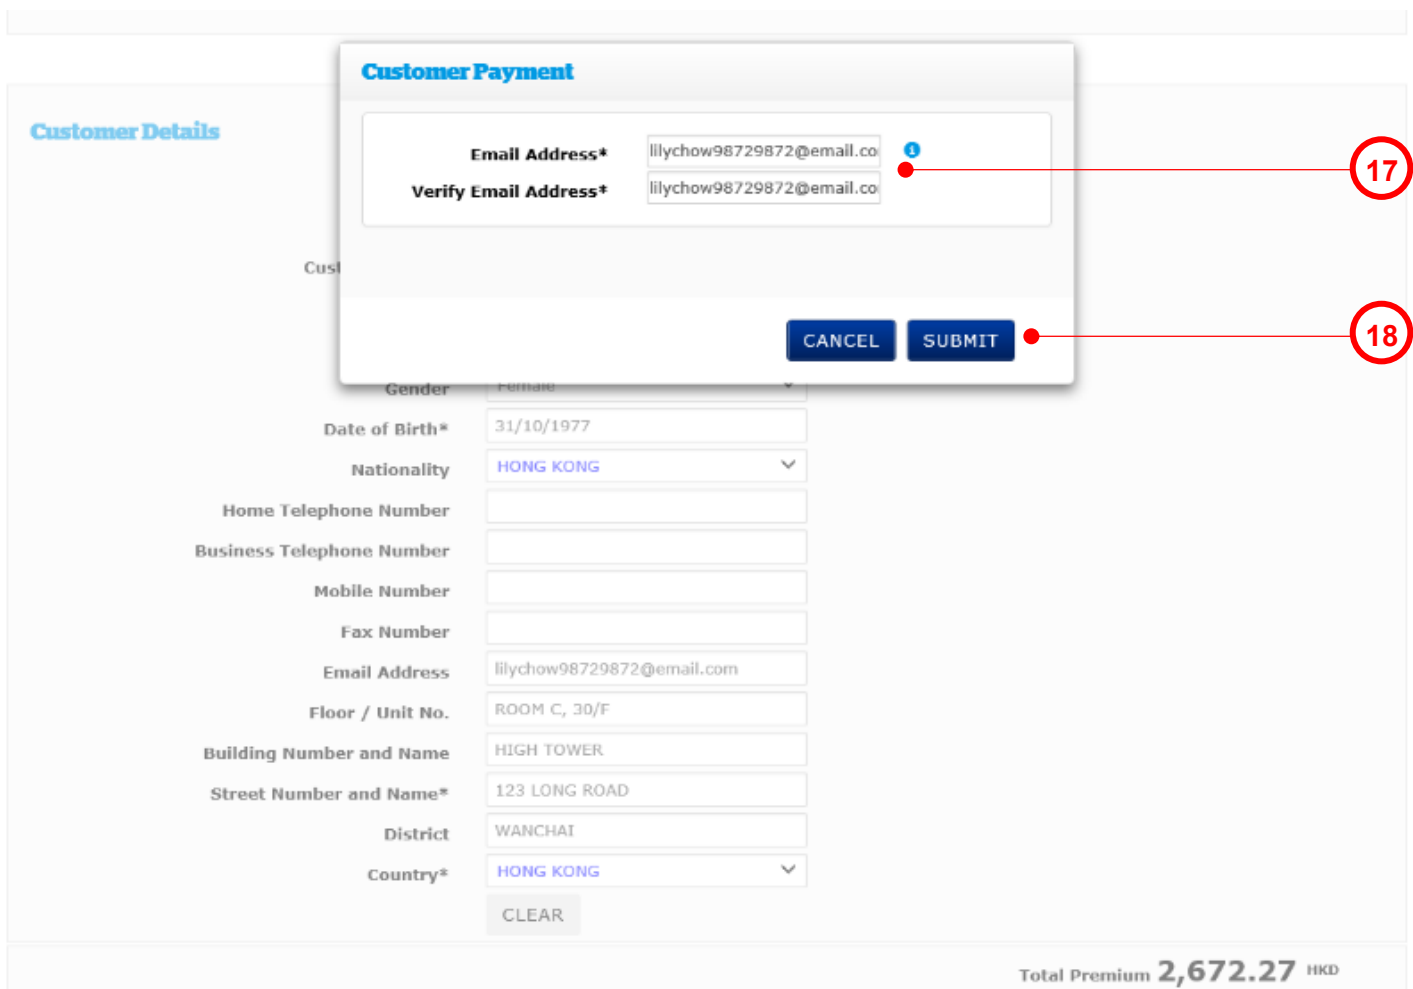 Customer Payment
Customer Details
Email Address* lilychow98729872@email.co
17
Verify Email Address* lilychow98729872@email.co
Cust
CANCEL SUBMIT
18
Gender Female
Date of Birth* 31/10/1977
Nationality HONG KONG
Home Telephone Number
Business Telephone Number
Mobile Number
Fax Number
Email Address lilychow98729872@email.com
Floor / Unit No. ROOM C, 30/F
Building Number and Name HIGH TOWER
Street Number and Name* 123 LONG ROAD
District WANCHAI
Country* HONG KONG
CLEAR
Total Premium 2,672.27 HKD